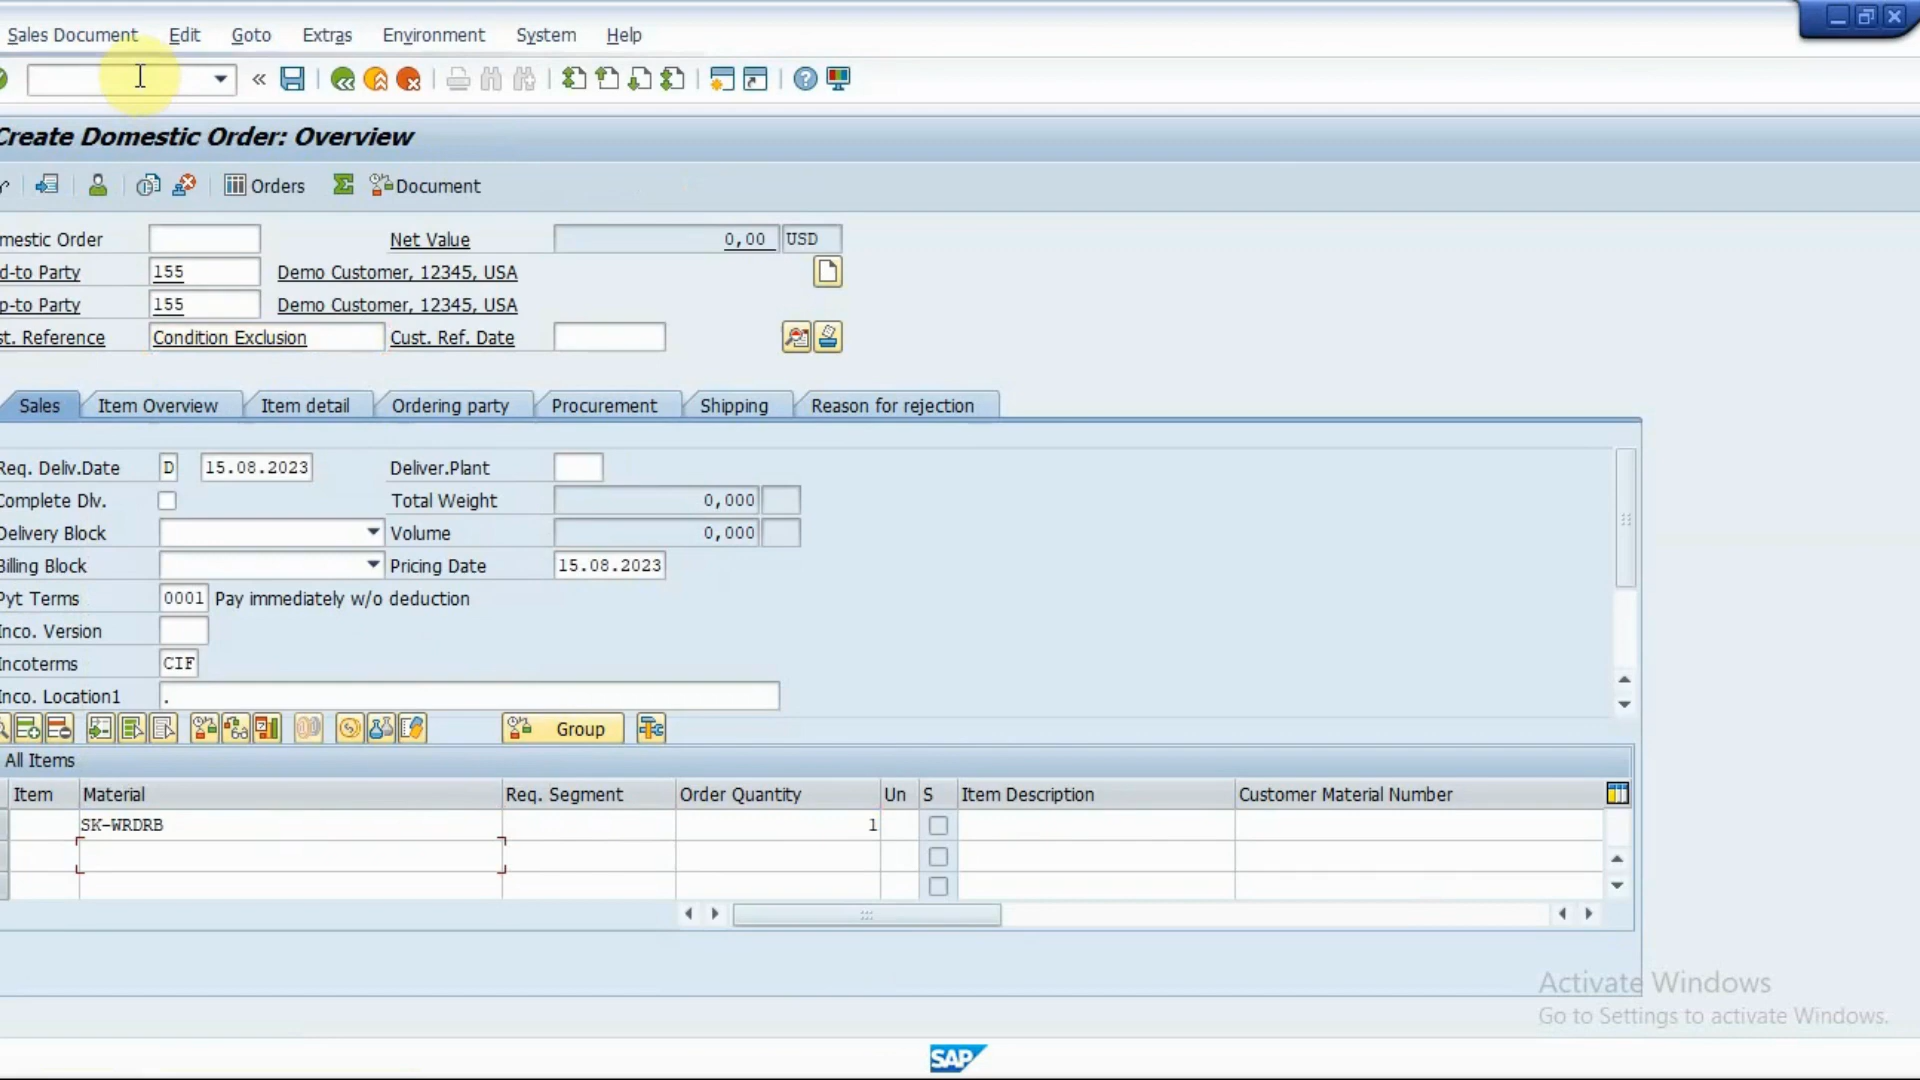 Sales Document Edit Goto Extras Environment System Help
Create Domestic Order: Overview
Orders Document
mestic Order Net Value 0,00 USD
d-to Party 155 Demo Customer, 12345, USA
p-to Party 155 Demo Customer, 12345, USA
st. Reference Condition Exclusion Cust. Ref. Date
Sales Item Overview Item detail Ordering party Procurement Shipping Reason for rejection
Req. Deliv.Date D 15.08.2023 Deliver.Plant
Complete Dlv. Total Weight 0,000
Delivery Block Volume 0,000
Billing Block Pricing Date 15.08.2023
Pyt Terms 0001 Pay immediately w/o deduction
Inco. Version
Incoterms CIF
Inco. Location1 .
Group
All Items
Item Material Req. Segment Order Quantity Un S Item Description Customer Material Number
SK-WRDRB 1
Activate Windows
Go to Settings to activate Windows.
SAP